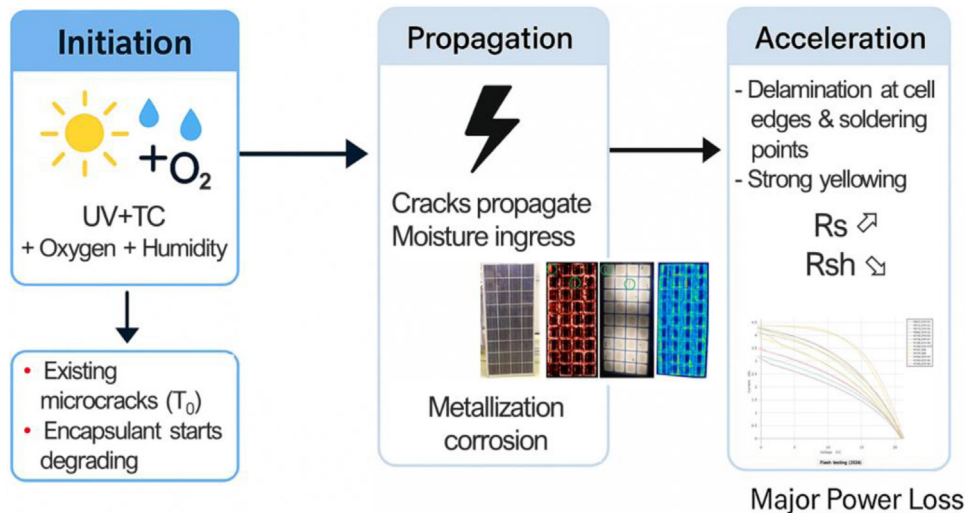 Initiation
+O₂
UV+TC
+ Oxygen + Humidity
• Existing
microcracks (T₀)
• Encapsulant starts
degrading
Propagation
Cracks propagate
Moisture ingress
Metallization
corrosion
Acceleration
- Delamination at cell
edges & soldering
points
- Strong yellowing
Rs
Rsh
Flash testing (2024)
Major Power Loss